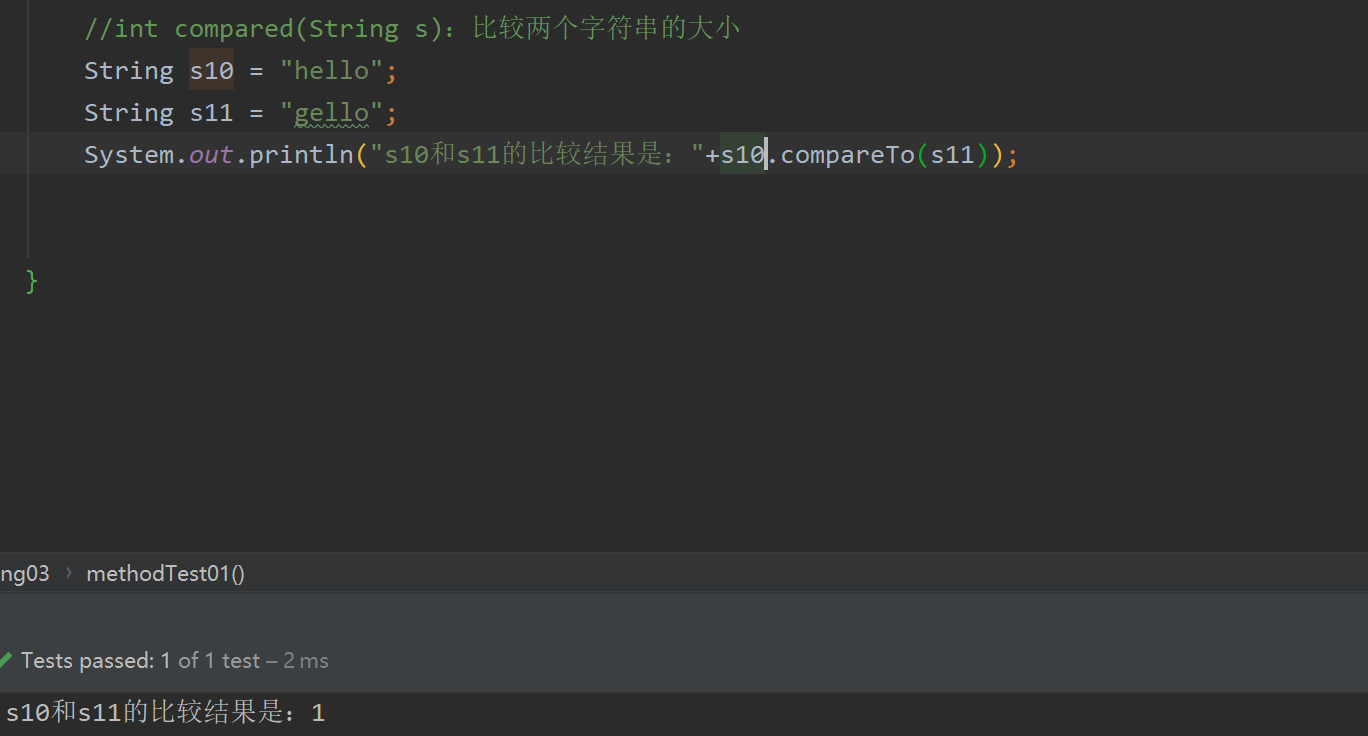 //int compared(String s)：比较两个字符串的大小
String s10 = "hello";
String s11 = "gello";
System.out.println("s10和s11的比较结果是："+s10.compareTo(s11));
}
ng03 › methodTest01()
Tests passed: 1 of 1 test – 2 ms
s10和s11的比较结果是：1